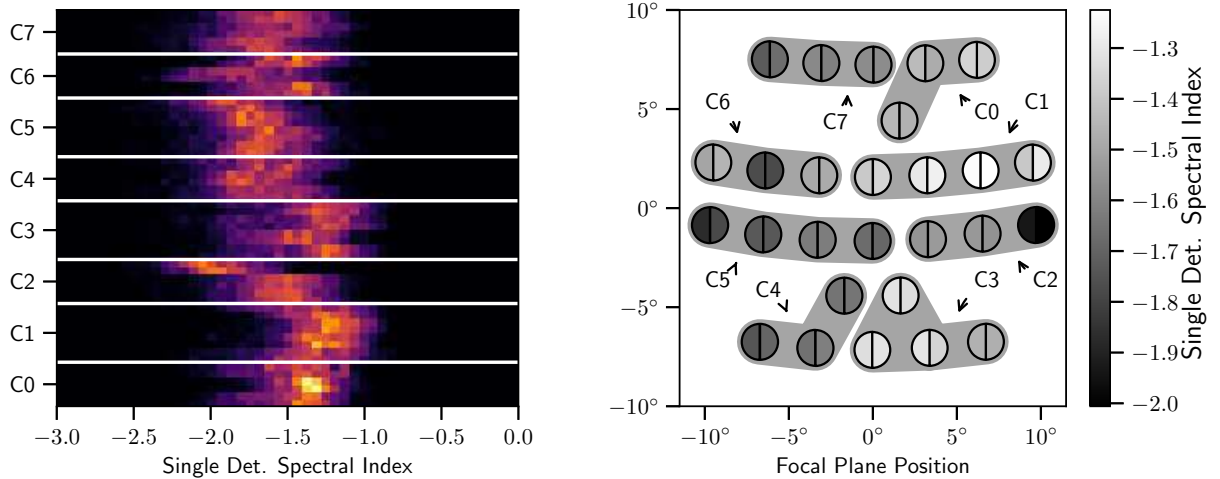 C7
C6
C5
C4
C3
C2
C1
C0
−3.0 −2.5 −2.0 −1.5 −1.0 −0.5 0.0
Single Det. Spectral Index
10°
5°
0°
−5°
−10°
C6
C7
C0
C1
C5
C4
C3
C2
−10° −5° 0° 5° 10°
Focal Plane Position
−1.3
−1.4
−1.5
−1.6
−1.7
−1.8
−1.9
−2.0
Single Det. Spectral Index